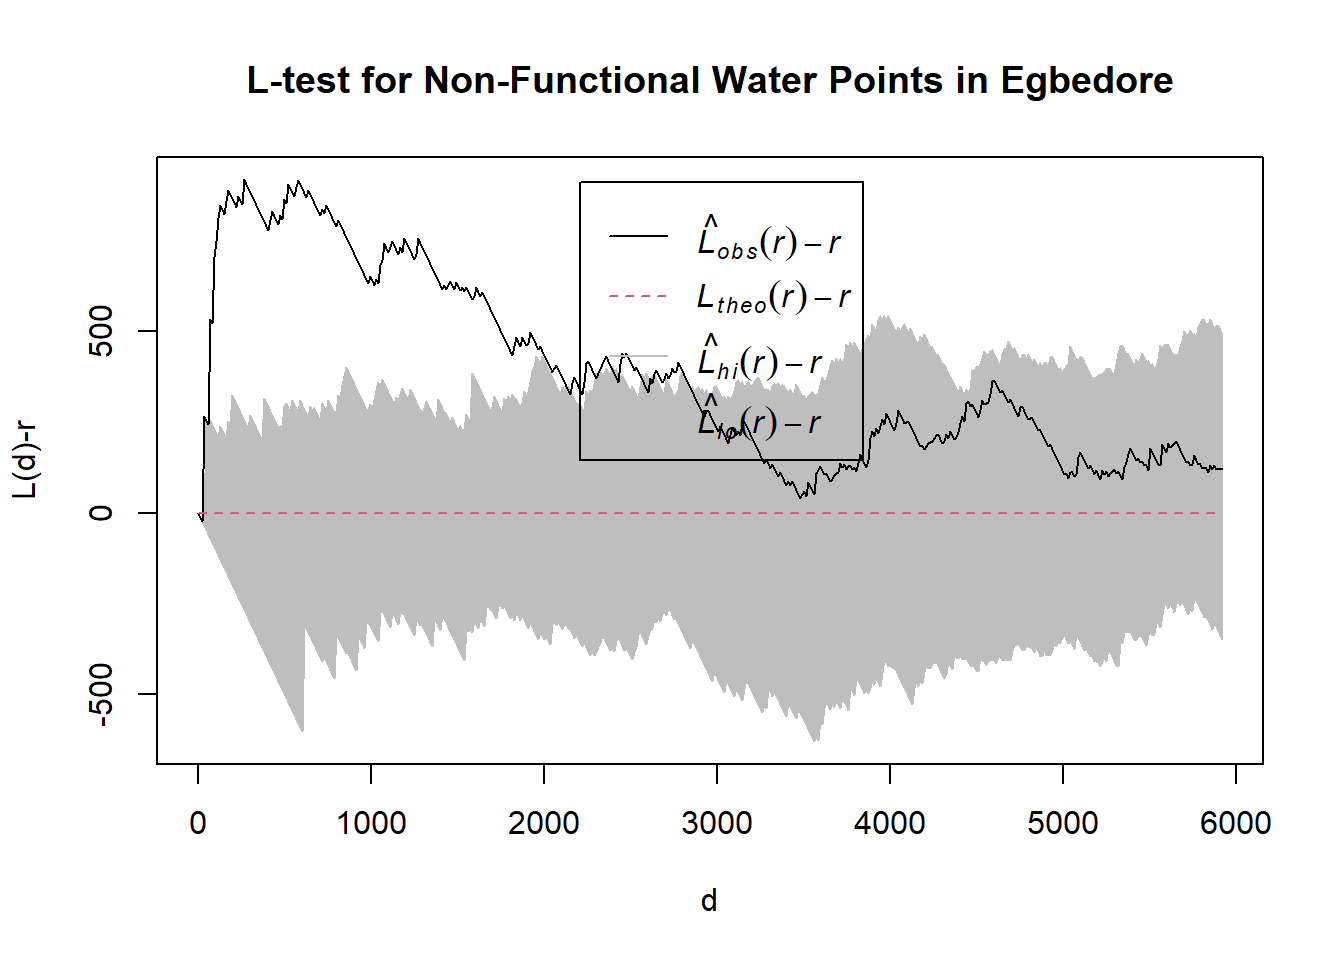 L-test for Non-Functional Water Points in Egbedore
L(d)-r
500
0
-500
L̂obs(r) – r
Ltheo(r) – r
L̂hi(r) – r
L̂lo(r) – r
0 1000 2000 3000 4000 5000 6000
d